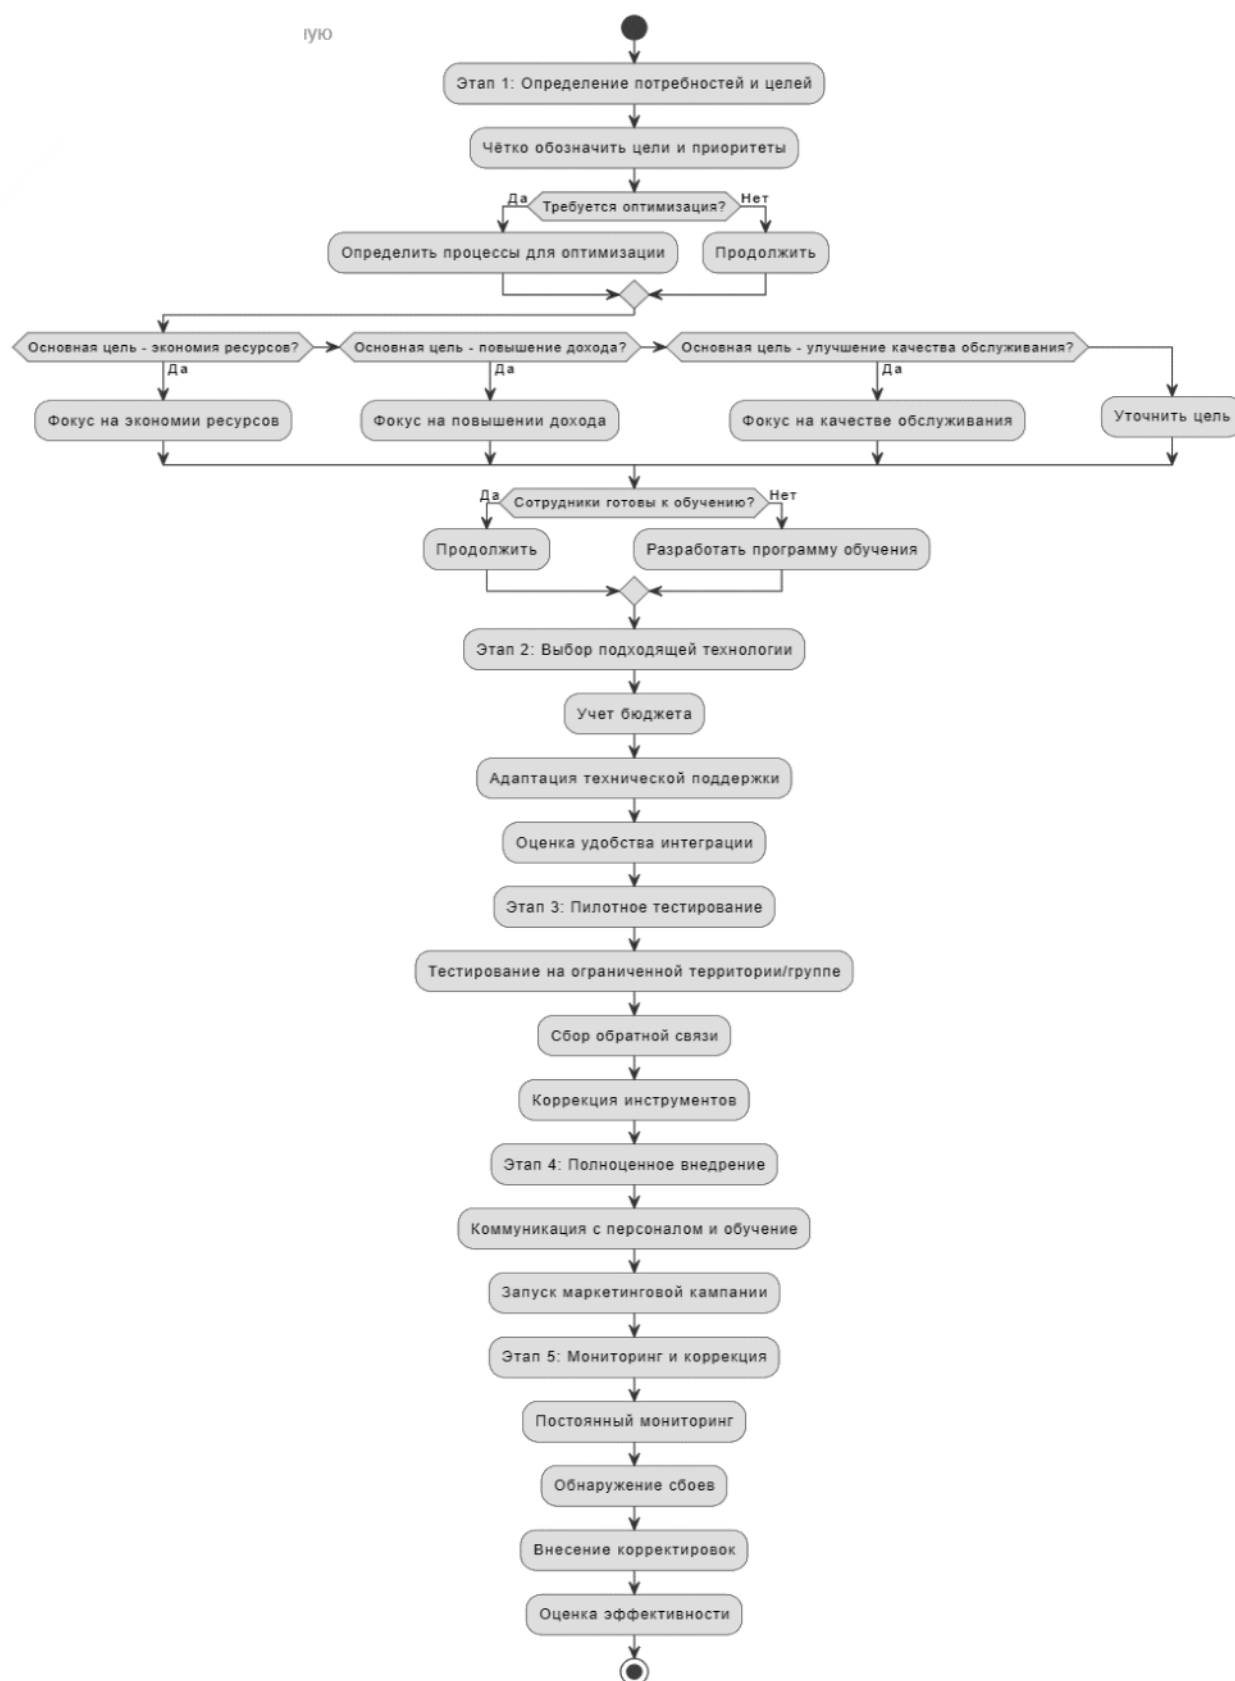 ıую
Этап 1: Определение потребностей и целей
Чётко обозначить цели и приоритеты
Да Требуется оптимизация? Нет
Определить процессы для оптимизации Продолжить
Основная цель - экономия ресурсов? Основная цель - повышение дохода? Основная цель - улучшение качества обслуживания?
Да Да Да
Фокус на экономии ресурсов Фокус на повышении дохода Фокус на качестве обслуживания Уточнить цель
Да Сотрудники готовы к обучению? Нет
Продолжить Разработать программу обучения
Этап 2: Выбор подходящей технологии
Учет бюджета
Адаптация технической поддержки
Оценка удобства интеграции
Этап 3: Пилотное тестирование
Тестирование на ограниченной территории/группе
Сбор обратной связи
Коррекция инструментов
Этап 4: Полноценное внедрение
Коммуникация с персоналом и обучение
Запуск маркетинговой кампании
Этап 5: Мониторинг и коррекция
Постоянный мониторинг
Обнаружение сбоев
Внесение корректировок
Оценка эффективности